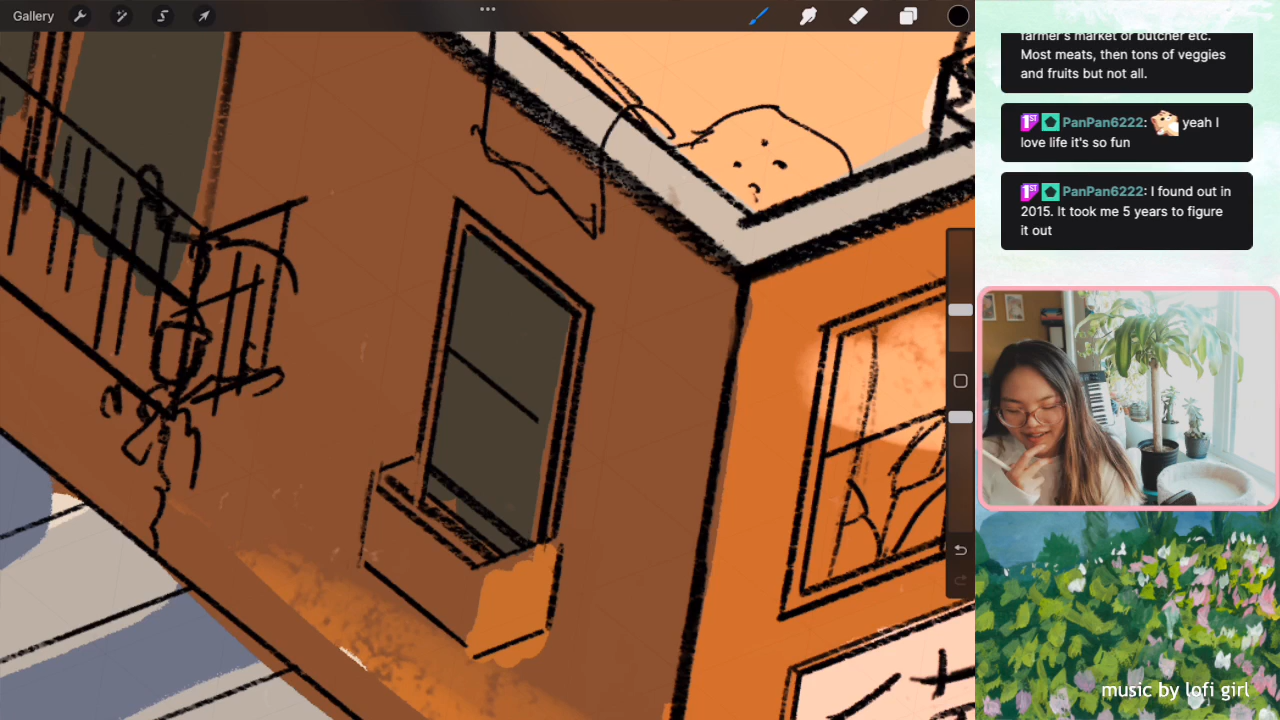 Gallery
farmer's market or butcher etc.
Most meats, then tons of veggies
and fruits but not all.
1ST PanPan6222: yeah I
love life it's so fun
1ST PanPan6222: I found out in
2015. It took me 5 years to figure
it out
music by lofi girl